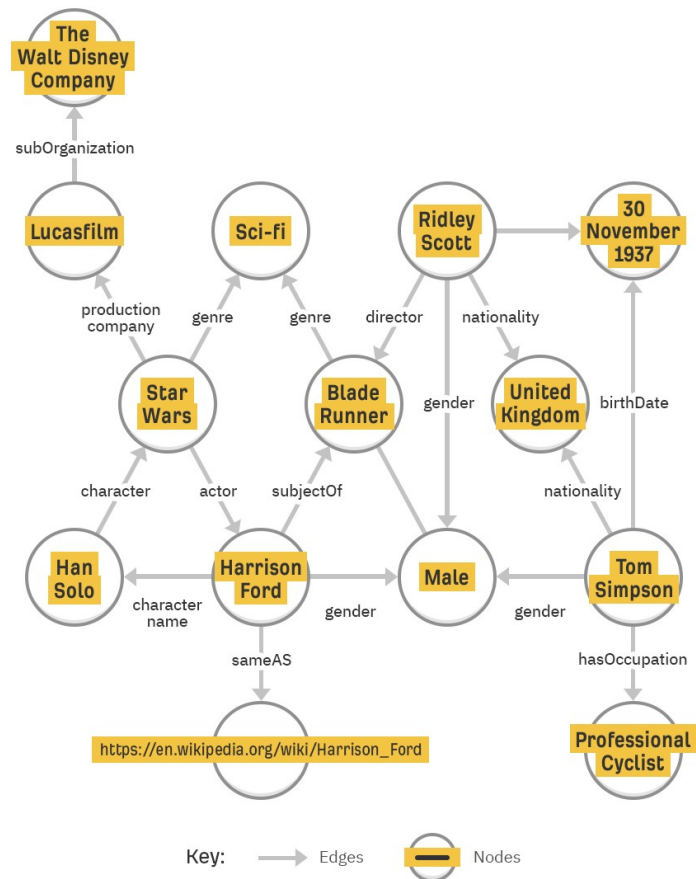 The
Walt Disney
Company
subOrganization
Lucasfilm
Sci-fi
Ridley
Scott
30
November
1937
production
company
genre
genre
director
nationality
Star
Wars
Blade
Runner
gender
United
Kingdom
birthDate
character
actor
subjectOf
nationality
Han
Solo
Harrison
Ford
Male
Tom
Simpson
character
name
gender
gender
sameAS
hasOccupation
https://en.wikipedia.org/wiki/Harrison_Ford
Professional
Cyclist
Key:
Edges
Nodes